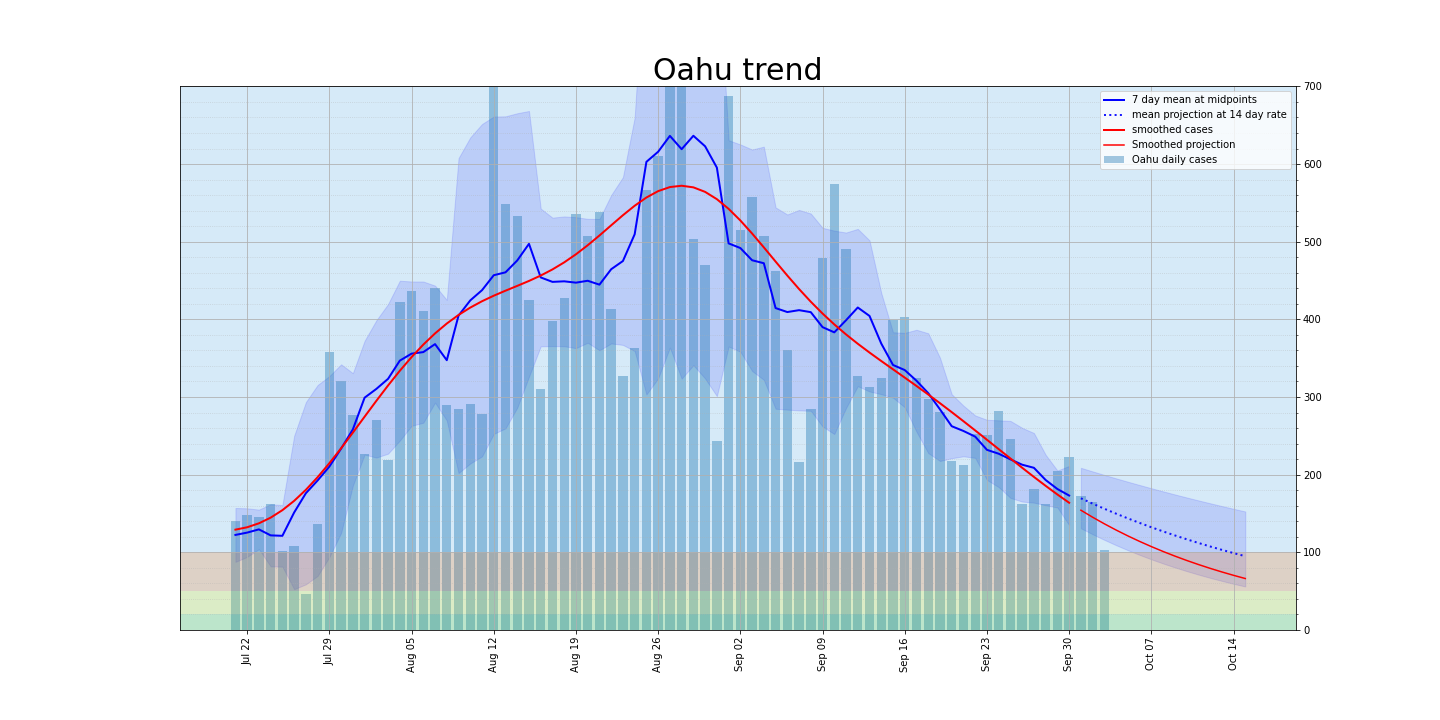 Oahu trend
7 day mean at midpoints
mean projection at 14 day rate
smoothed cases
Smoothed projection
Oahu daily cases
700
600
500
400
300
200
100
0
Jul 22
Jul 29
Aug 05
Aug 12
Aug 19
Aug 26
Sep 02
Sep 09
Sep 16
Sep 23
Sep 30
Oct 07
Oct 14